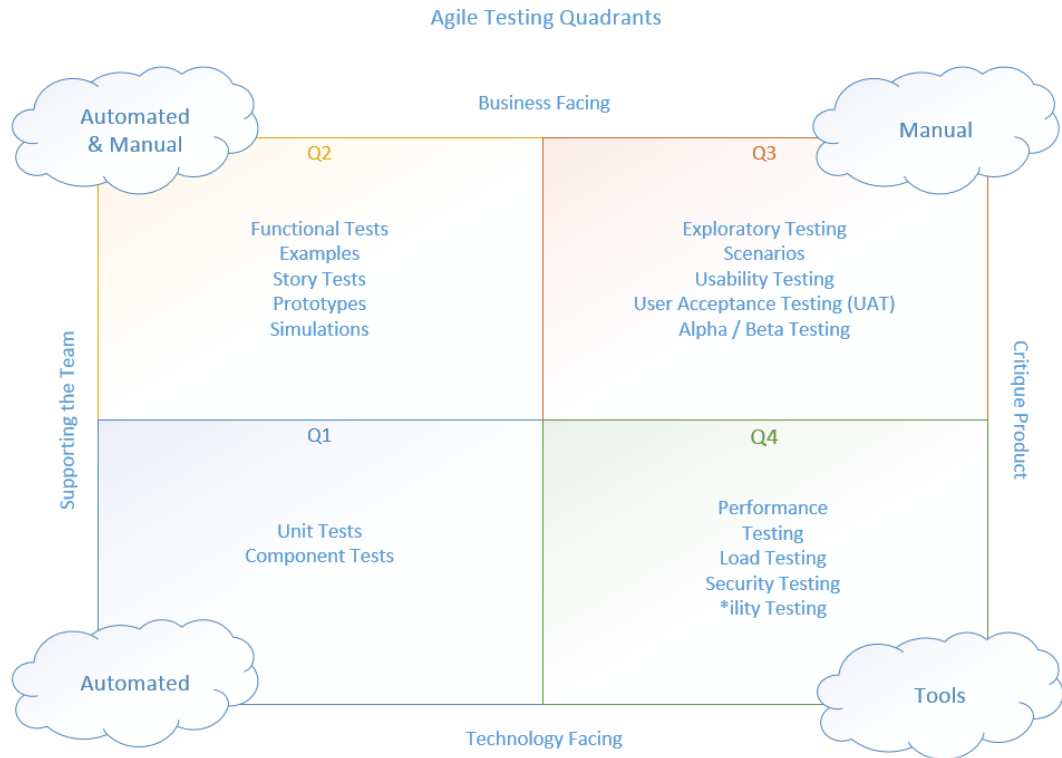 Agile Testing Quadrants
Business Facing
Automated
& Manual
Manual
Q2
Functional Tests
Examples
Story Tests
Prototypes
Simulations
Q3
Exploratory Testing
Scenarios
Usability Testing
User Acceptance Testing (UAT)
Alpha / Beta Testing
Supporting the Team
Critique Product
Q1
Unit Tests
Component Tests
Q4
Performance
Testing
Load Testing
Security Testing
*ility Testing
Automated
Tools
Technology Facing